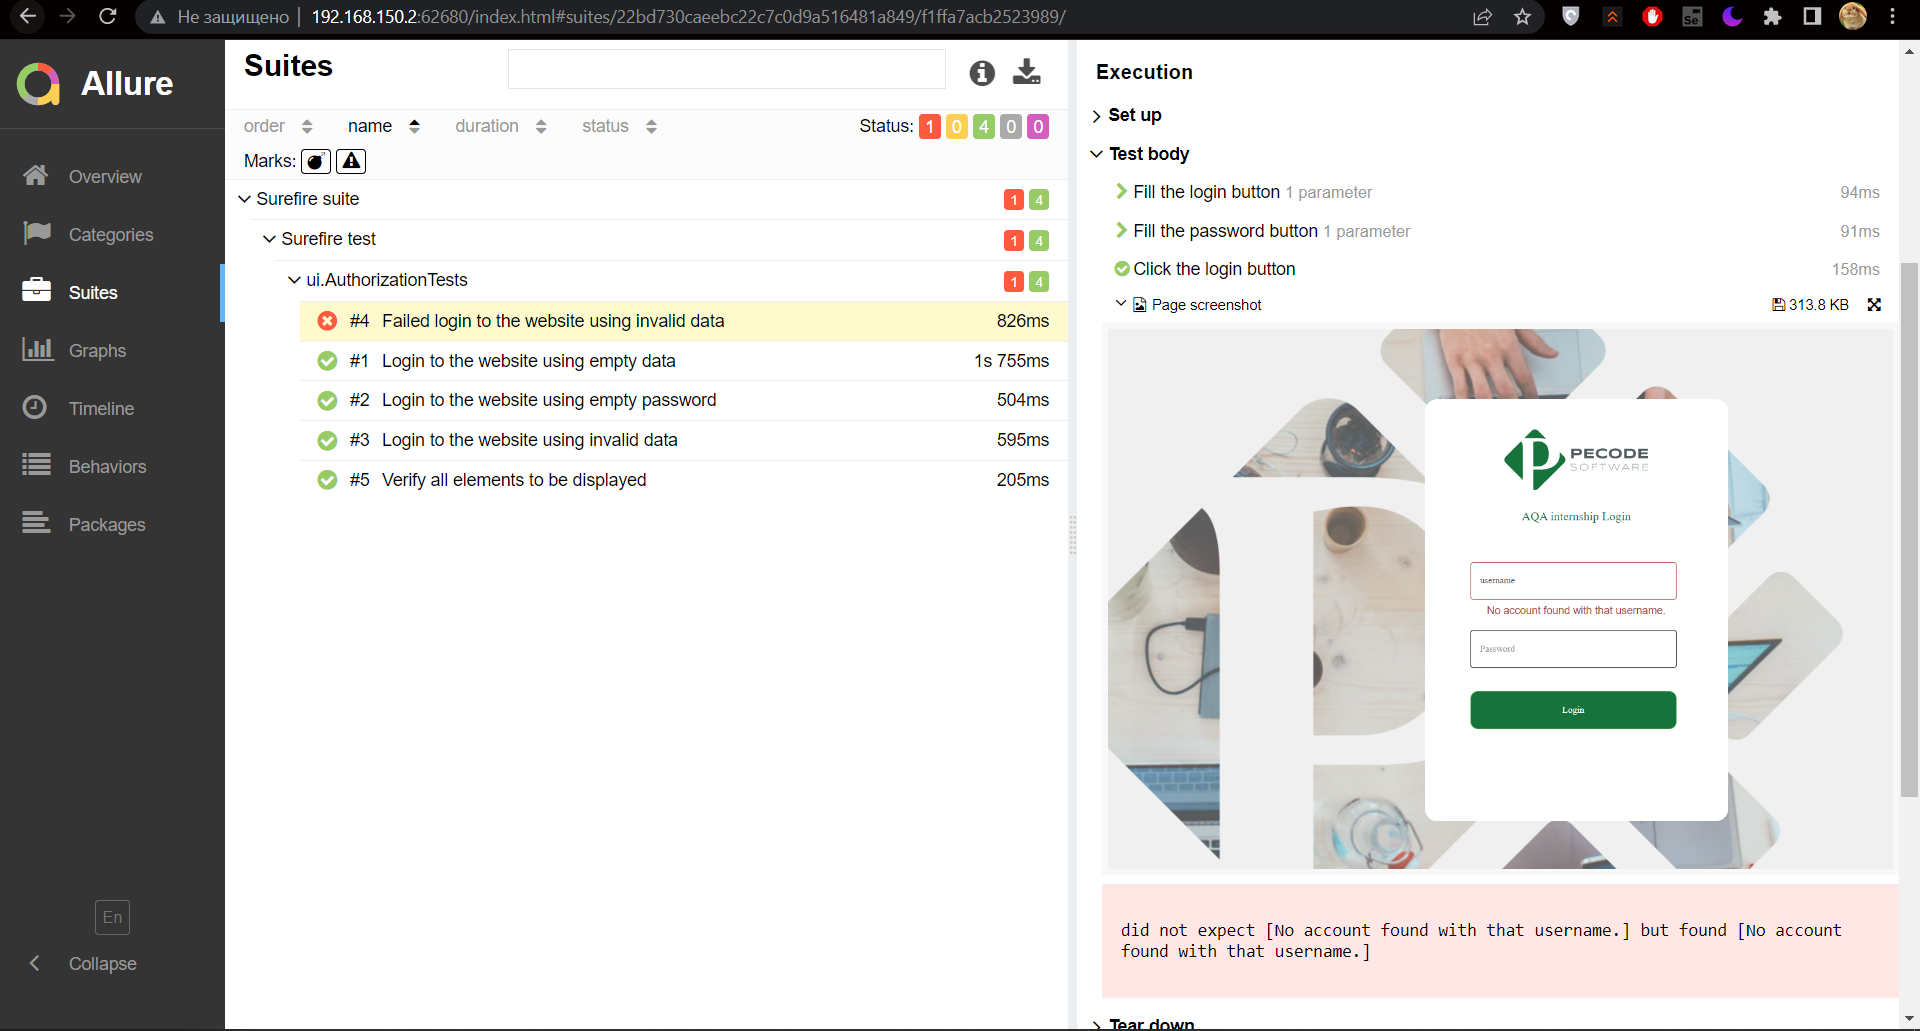 Не защищено 192.168.150.2:62680/index.html#suites/22bd730caeebc22c7c0d9a516481a849/f1ffa7acb2523989/
Se
Allure
Overview
Categories
Suites
Graphs
Timeline
Behaviors
Packages
En
Collapse
Suites
order name duration status Status: 1 0 4 0 0
Marks:
Surefire suite 1 4
Surefire test 1 4
ui.AuthorizationTests 1 4
#4 Failed login to the website using invalid data 826ms
#1 Login to the website using empty data 1s 755ms
#2 Login to the website using empty password 504ms
#3 Login to the website using invalid data 595ms
#5 Verify all elements to be displayed 205ms
Execution
Set up
Test body
Fill the login button 1 parameter 94ms
Fill the password button 1 parameter 91ms
Click the login button 158ms
Page screenshot 313.8 KB
PECODE
SOFTWARE
AQA internship Login
username
No account found with that username.
Password
Login
did not expect [No account found with that username.] but found [No account
found with that username.]
Tear down